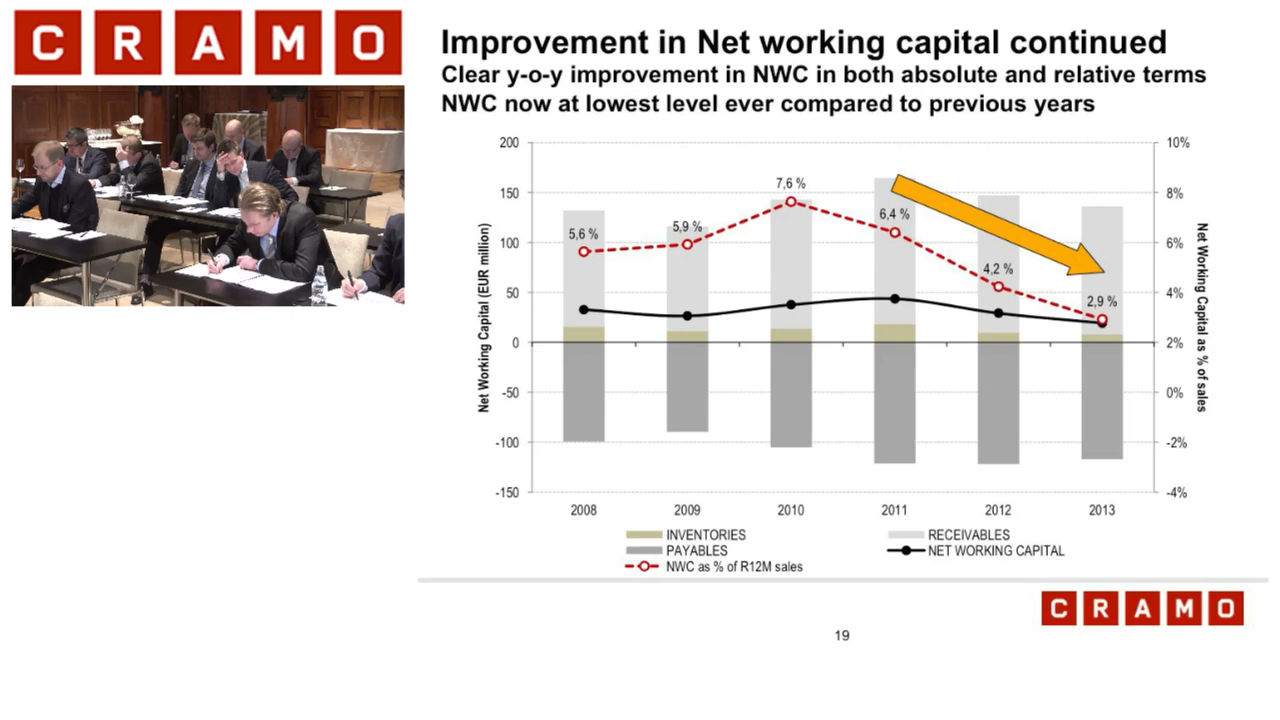 CRAMO
Improvement in Net working capital continued
Clear y-o-y improvement in NWC in both absolute and relative terms
NWC now at lowest level ever compared to previous years
Net Working Capital (EUR million)
200
150
100
50
0
-50
-100
-150
5,6 %
5,9 %
7,6 %
6,4 %
4,2 %
2,9 %
10%
8%
6%
4%
2%
0%
-2%
-4%
Net Working Capital as % of sales
2008 2009 2010 2011 2012 2013
INVENTORIES RECEIVABLES
PAYABLES NET WORKING CAPITAL
NWC as % of R12M sales
CRAMO
19